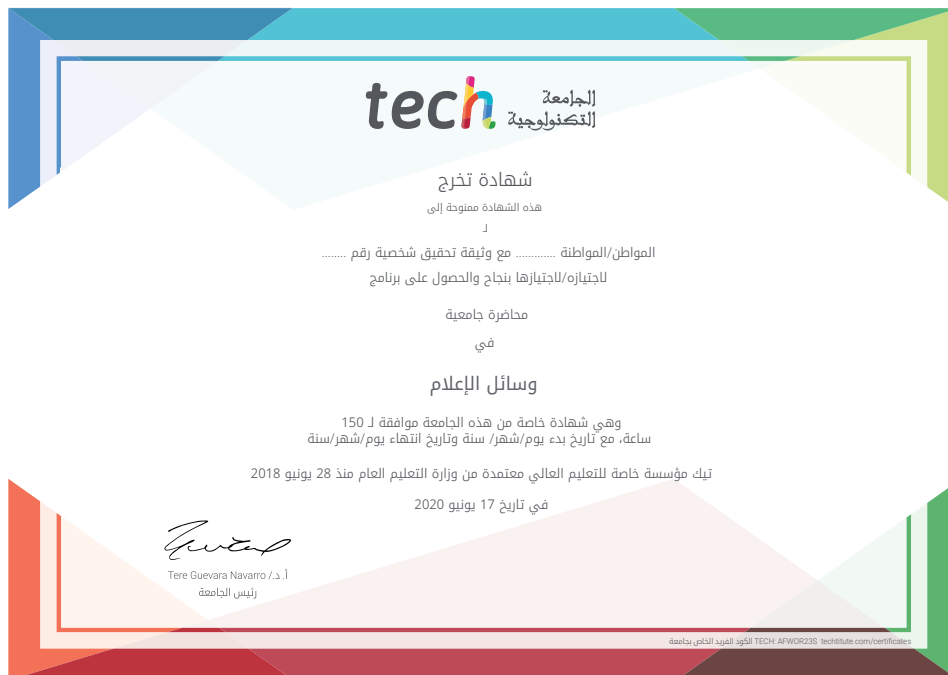 tech الجامعة
التكنولوجية
شهادة تخرج
هذه الشهادة ممنوحة إلى
لـ
المواطن/المواطنة ............ مع وثيقة تحقيق شخصية رقم ........
لاجتيازه/لاجتيازها بنجاح والحصول على برنامج
محاضرة جامعية
في
وسائل الإعلام
وهي شهادة خاصة من هذه الجامعة موافقة لـ 150
ساعة، مع تاريخ بدء يوم/شهر/ سنة وتاريخ انتهاء يوم/شهر/سنة
تيك مؤسسة خاصة للتعليم العالي معتمدة من وزارة التعليم العام منذ 28 يونيو 2018
في تاريخ 17 يونيو 2020
أ. د./ Tere Guevara Navarro
رئيس الجامعة
الكود الفريد الخاص بجامعة TECH: AFWOR23S techtitute.com/certificates